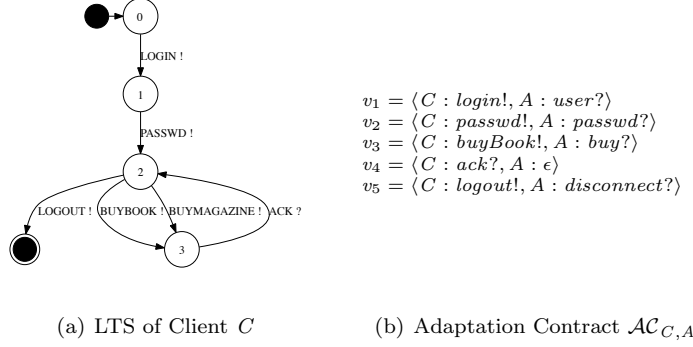 0
LOGIN !
1
PASSWD !
2
LOGOUT ! BUYBOOK ! BUYMAGAZINE ! ACK ?
3
(a) LTS of Client C
v₁ = ⟨C : login!, A : user?⟩
v₂ = ⟨C : passwd!, A : passwd?⟩
v₃ = ⟨C : buyBook!, A : buy?⟩
v₄ = ⟨C : ack?, A : ϵ⟩
v₅ = ⟨C : logout!, A : disconnect?⟩
(b) Adaptation Contract 𝒜𝒞_{C,A}